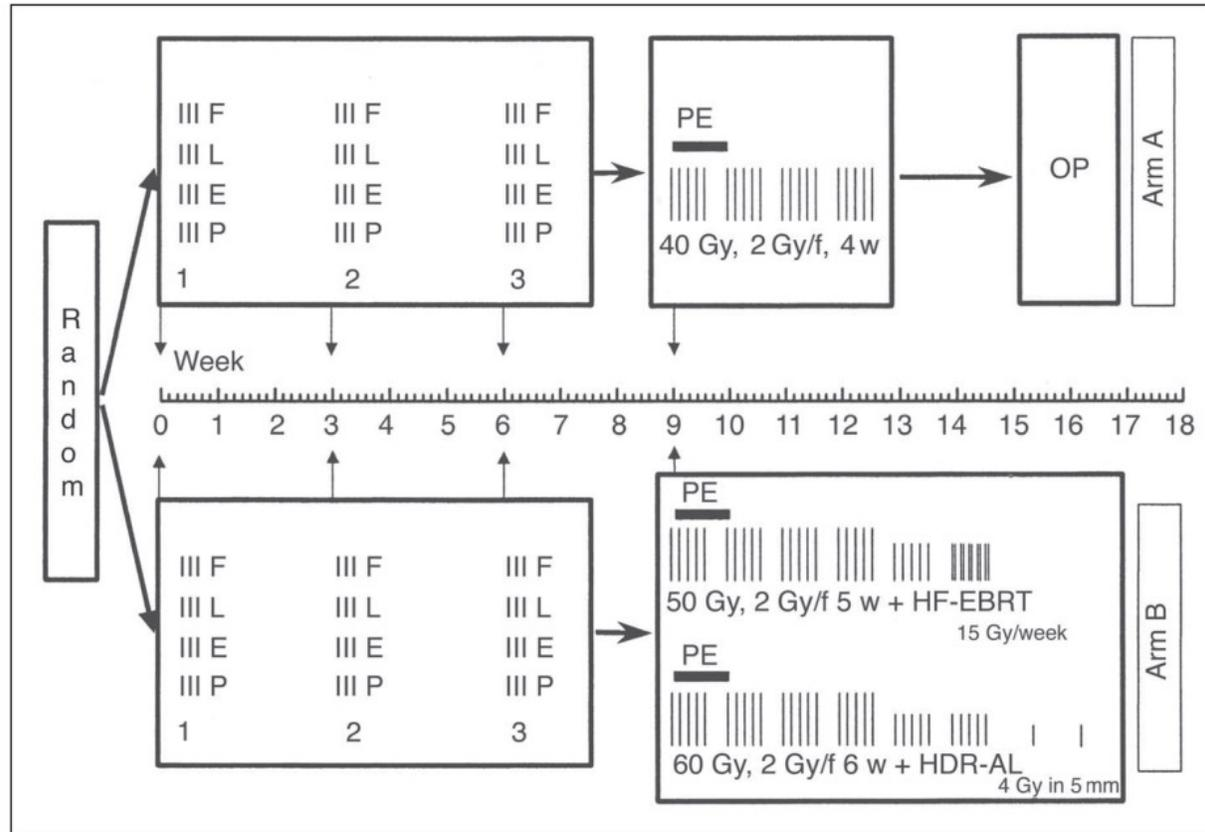 Random
III F III F III F
III L III L III L
III E III E III E
III P III P III P
1 2 3
PE
40 Gy, 2 Gy/f, 4 w
OP
Arm A
Week
0 1 2 3 4 5 6 7 8 9 10 11 12 13 14 15 16 17 18
III F III F III F
III L III L III L
III E III E III E
III P III P III P
1 2 3
PE
50 Gy, 2 Gy/f 5 w + HF-EBRT
15 Gy/week
PE
60 Gy, 2 Gy/f 6 w + HDR-AL
4 Gy in 5 mm
Arm B